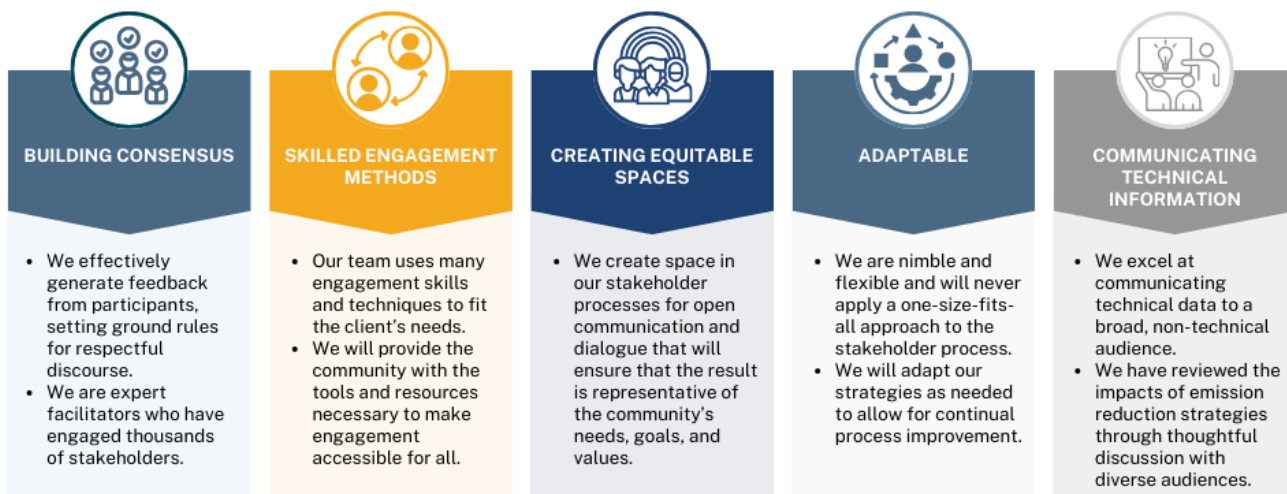 BUILDING CONSENSUS
• We effectively
generate feedback
from participants,
setting ground rules
for respectful
discourse.
• We are expert
facilitators who have
engaged thousands
of stakeholders.
SKILLED ENGAGEMENT
METHODS
• Our team uses many
engagement skills
and techniques to fit
the client’s needs.
• We will provide the
community with the
tools and resources
necessary to make
engagement
accessible for all.
CREATING EQUITABLE
SPACES
• We create space in
our stakeholder
processes for open
communication and
dialogue that will
ensure that the result
is representative of
the community’s
needs, goals, and
values.
ADAPTABLE
• We are nimble and
flexible and will never
apply a one-size-fits-
all approach to the
stakeholder process.
• We will adapt our
strategies as needed
to allow for continual
process improvement.
COMMUNICATING
TECHNICAL
INFORMATION
• We excel at
communicating
technical data to a
broad, non-technical
audience.
• We have reviewed the
impacts of emission
reduction strategies
through thoughtful
discussion with
diverse audiences.